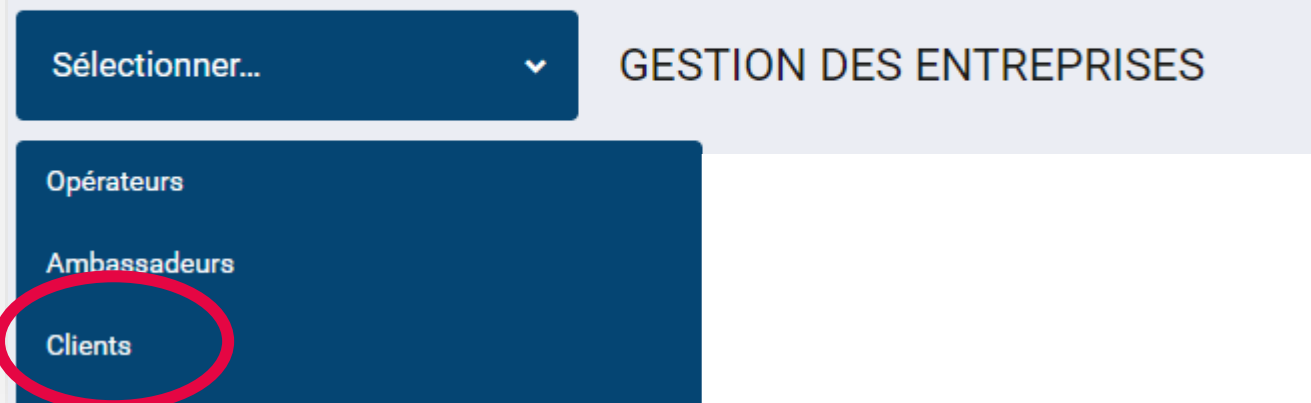 Sélectionner...
GESTION DES ENTREPRISES
Opérateurs
Ambassadeurs
Clients